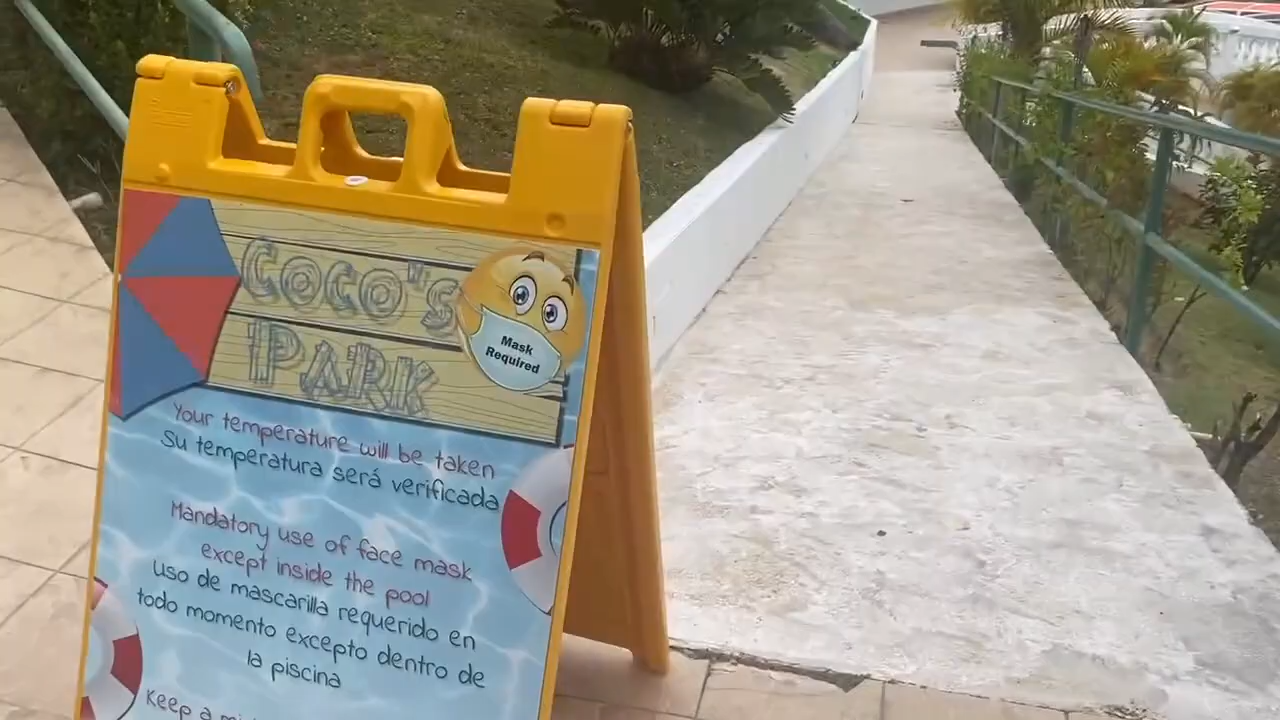 COCO"S
PARK
Mask
Required
Your temperature will be taken
Su temperatura será verificada
Mandatory use of face mask
except inside the pool
uso de mascarilla requerido en
todo momento excepto dentro de
la piscina
Keep a